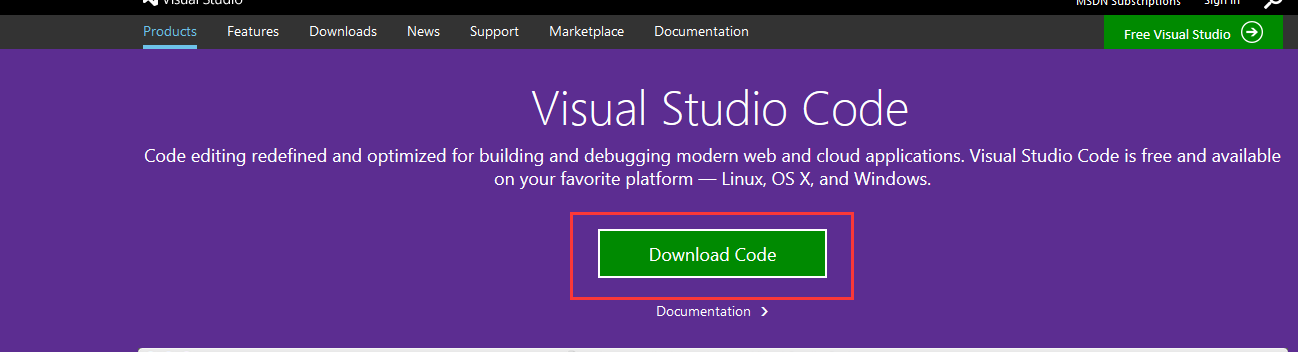 Visual Studio
MSDN Subscriptions Sign in
Products Features Downloads News Support Marketplace Documentation
Free Visual Studio
Visual Studio Code
Code editing redefined and optimized for building and debugging modern web and cloud applications. Visual Studio Code is free and available
on your favorite platform — Linux, OS X, and Windows.
Download Code
Documentation